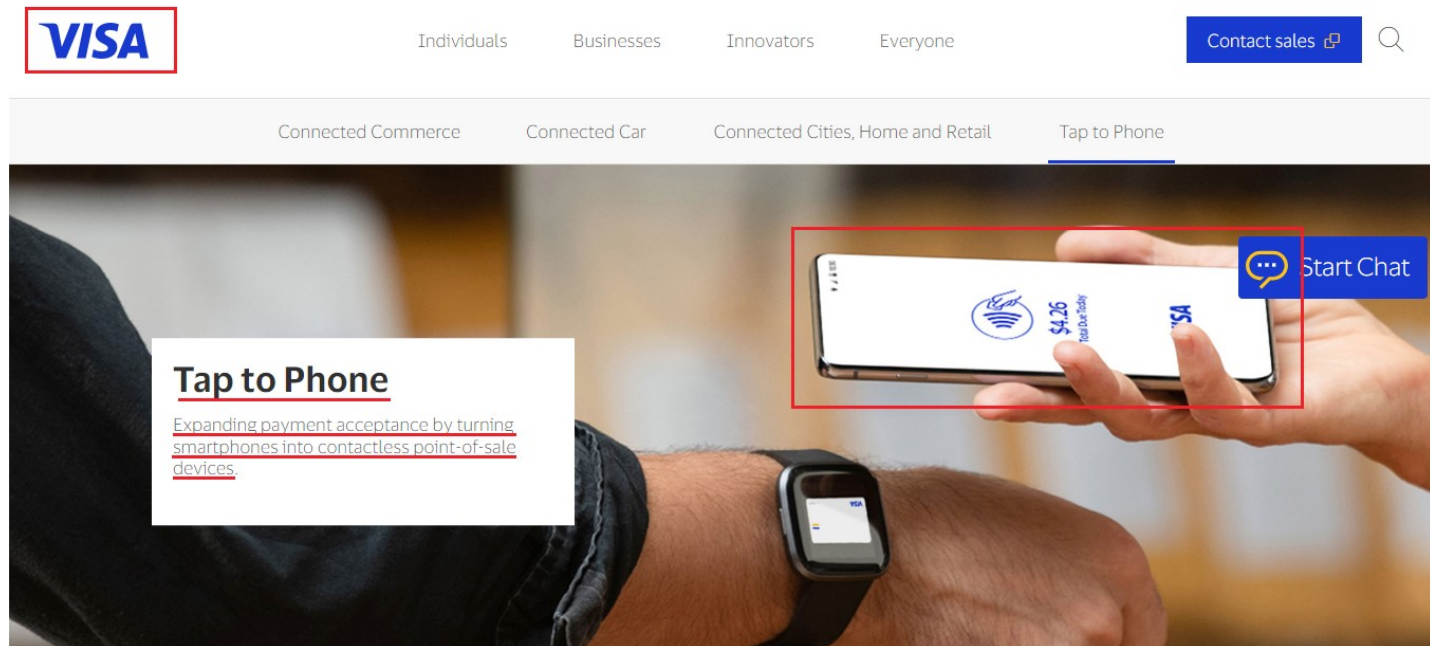 VISA
Individuals Businesses Innovators Everyone
Contact sales
Connected Commerce Connected Car Connected Cities, Home and Retail Tap to Phone
Start Chat
$4.26
Total Due Today
VISA
Tap to Phone
Expanding payment acceptance by turning
smartphones into contactless point-of-sale
devices.
VISA